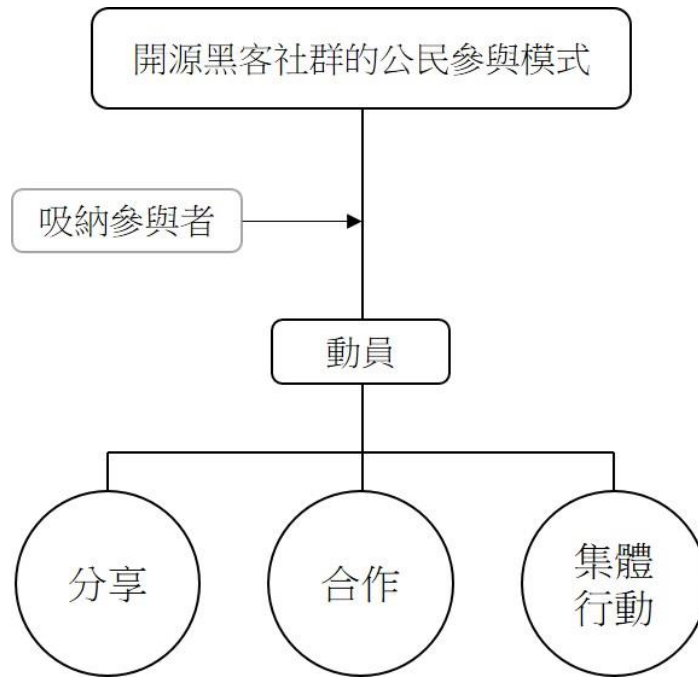 開源黑客社群的公民參與模式
吸納參與者
動員
分享
合作
集體
行動